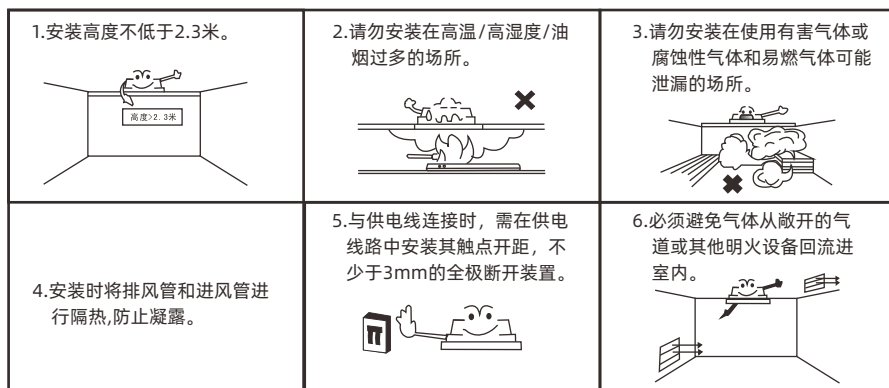 1.安装高度不低于2.3米。
高度>2.3米
2.请勿安装在高温/高湿度/油
烟过多的场所。
3.请勿安装在使用有害气体或
腐蚀性气体和易燃气体可能
泄漏的场所。
4.安装时将排风管和进风管进
行隔热,防止凝露。
5.与供电线连接时，需在供电
线路中安装其触点开距，不
少于3mm的全极断开装置。
6.必须避免气体从敞开的气
道或其他明火设备回流进
室内。